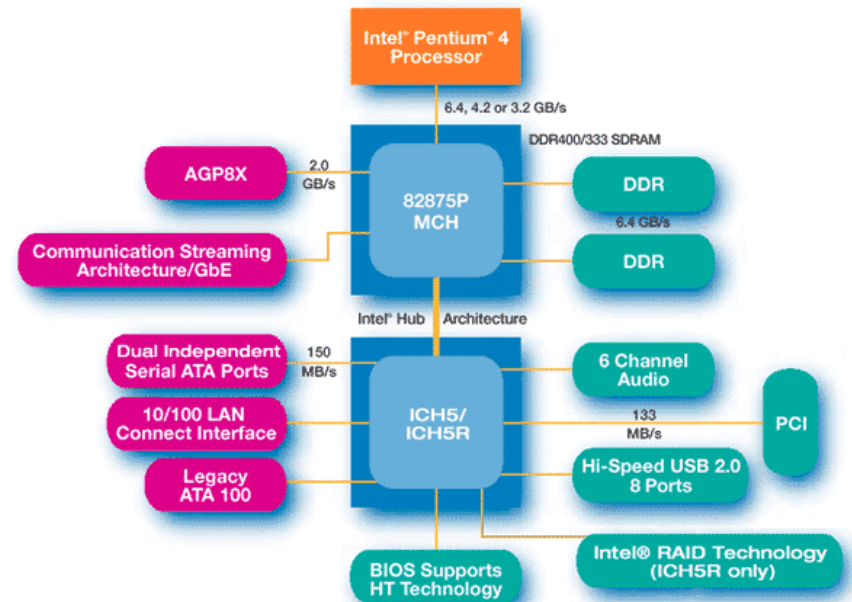 Intel® Pentium® 4
Processor
6.4, 4.2 or 3.2 GB/s
DDR400/333 SDRAM
AGP8X
2.0
GB/s
82875P
MCH
DDR
6.4 GB/s
DDR
Communication Streaming
Architecture/GbE
Intel® Hub Architecture
Dual Independent
Serial ATA Ports
150
MB/s
6 Channel
Audio
10/100 LAN
Connect Interface
ICH5/
ICH5R
133
MB/s
PCI
Legacy
ATA 100
Hi-Speed USB 2.0
8 Ports
BIOS Supports
HT Technology
Intel® RAID Technology
(ICH5R only)